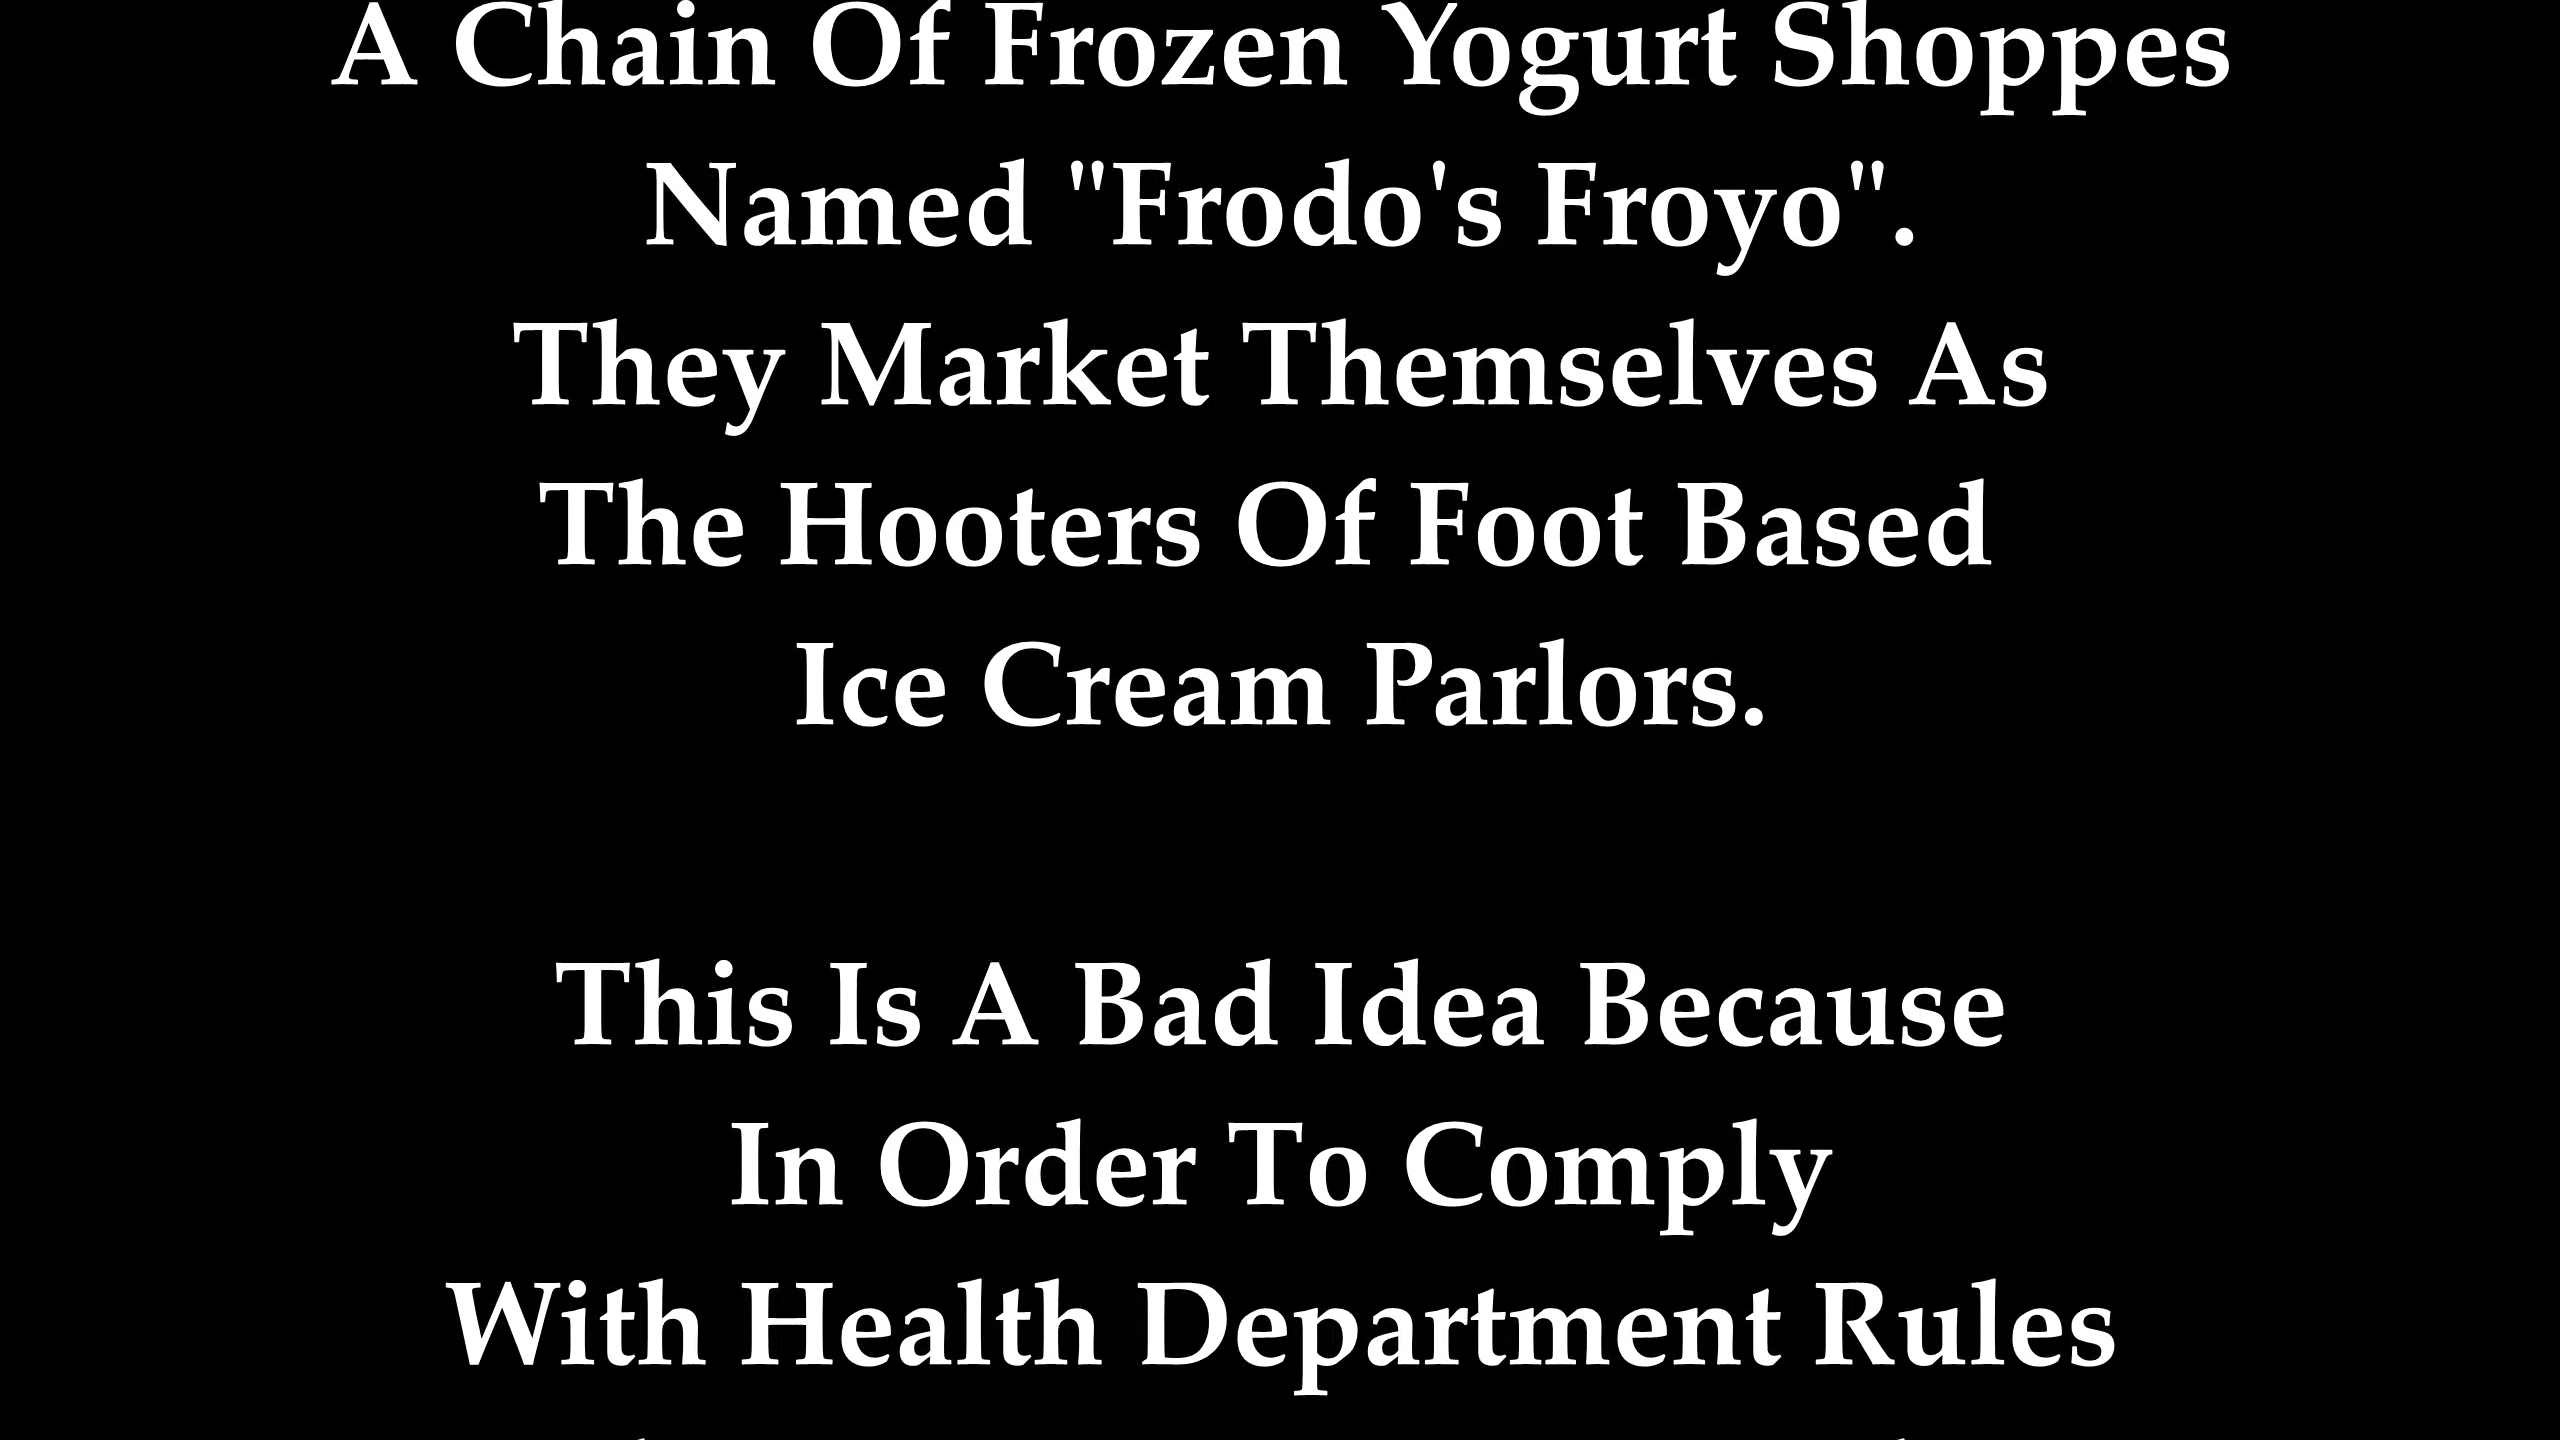 A Chain Of Frozen Yogurt Shoppes
Named "Frodo's Froyo".
They Market Themselves As
The Hooters Of Foot Based
Ice Cream Parlors.
This Is A Bad Idea Because
In Order To Comply
With Health Department Rules